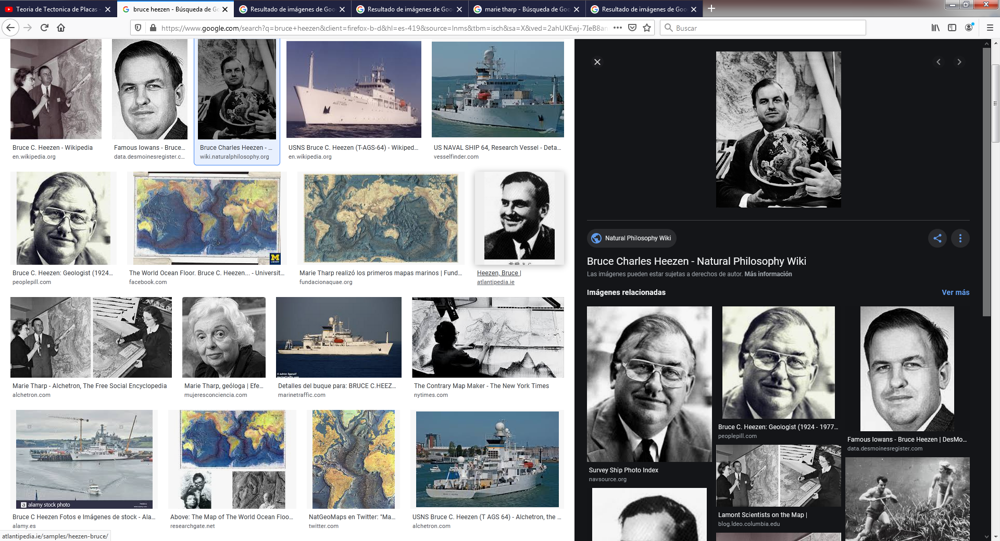 Teoria de Tectonica de Placas -
bruce heezen - Búsqueda de Go
Resultado de imágenes de Goo
Resultado de imágenes de Goo
marie tharp - Búsqueda de Goo
Resultado de imágenes de Goo
https://www.google.com/search?q=bruce+heezen&client=firefox-b-d&hl=es-419&source=lnms&tbm=isch&sa=X&ved=2ahUKEwj-7IeB8an
Buscar
Bruce C. Heezen - Wikipedia
en.wikipedia.org
Famous Iowans - Bruce...
data.desmoinesregister.c...
Bruce Charles Heezen - ...
wiki.naturalphilosophy.org
USNS Bruce C. Heezen (T-AGS-64) - Wikiped...
en.wikipedia.org
US NAVAL SHIP 64, Research Vessel - Deta...
vesselfinder.com
Bruce C. Heezen: Geologist (1924...
peoplepill.com
The World Ocean Floor. Bruce C. Heezen... - Universit...
facebook.com
Marie Tharp realizó los primeros mapas marinos | Fund...
fundacionaquae.org
Heezen, Bruce |
atlantipedia.ie
M
LIBRARY
Marie Tharp - Alchetron, The Free Social Encyclopedia
alchetron.com
Marie Tharp, geóloga | Efe...
mujeresconciencia.com
© Achim Egenolf
MarineTraffic.com
Detalles del buque para: BRUCE C.HEEZ...
marinetraffic.com
The Contrary Map Maker - The New York Times
nytimes.com
a alamy stock photo
Bruce C Heezen Fotos e Imágenes de stock - Ala...
alamy.es
Above: The Map of The World Ocean Floo...
researchgate.net
NatGeoMaps en Twitter: "Ma...
twitter.com
USNS Bruce C. Heezen (T AGS 64) - Alchetron, the ...
alchetron.com
atlantipedia.ie/samples/heezen-bruce/
Natural Philosophy Wiki
Bruce Charles Heezen - Natural Philosophy Wiki
Las imágenes pueden estar sujetas a derechos de autor. Más información
Imágenes relacionadas
Ver más
Survey Ship Photo Index
navsource.org
Bruce C. Heezen: Geologist (1924 - 1977...
peoplepill.com
Famous Iowans - Bruce Heezen | DesMo...
data.desmoinesregister.com
Lamont Scientists on the Map |
blog.ldeo.columbia.edu